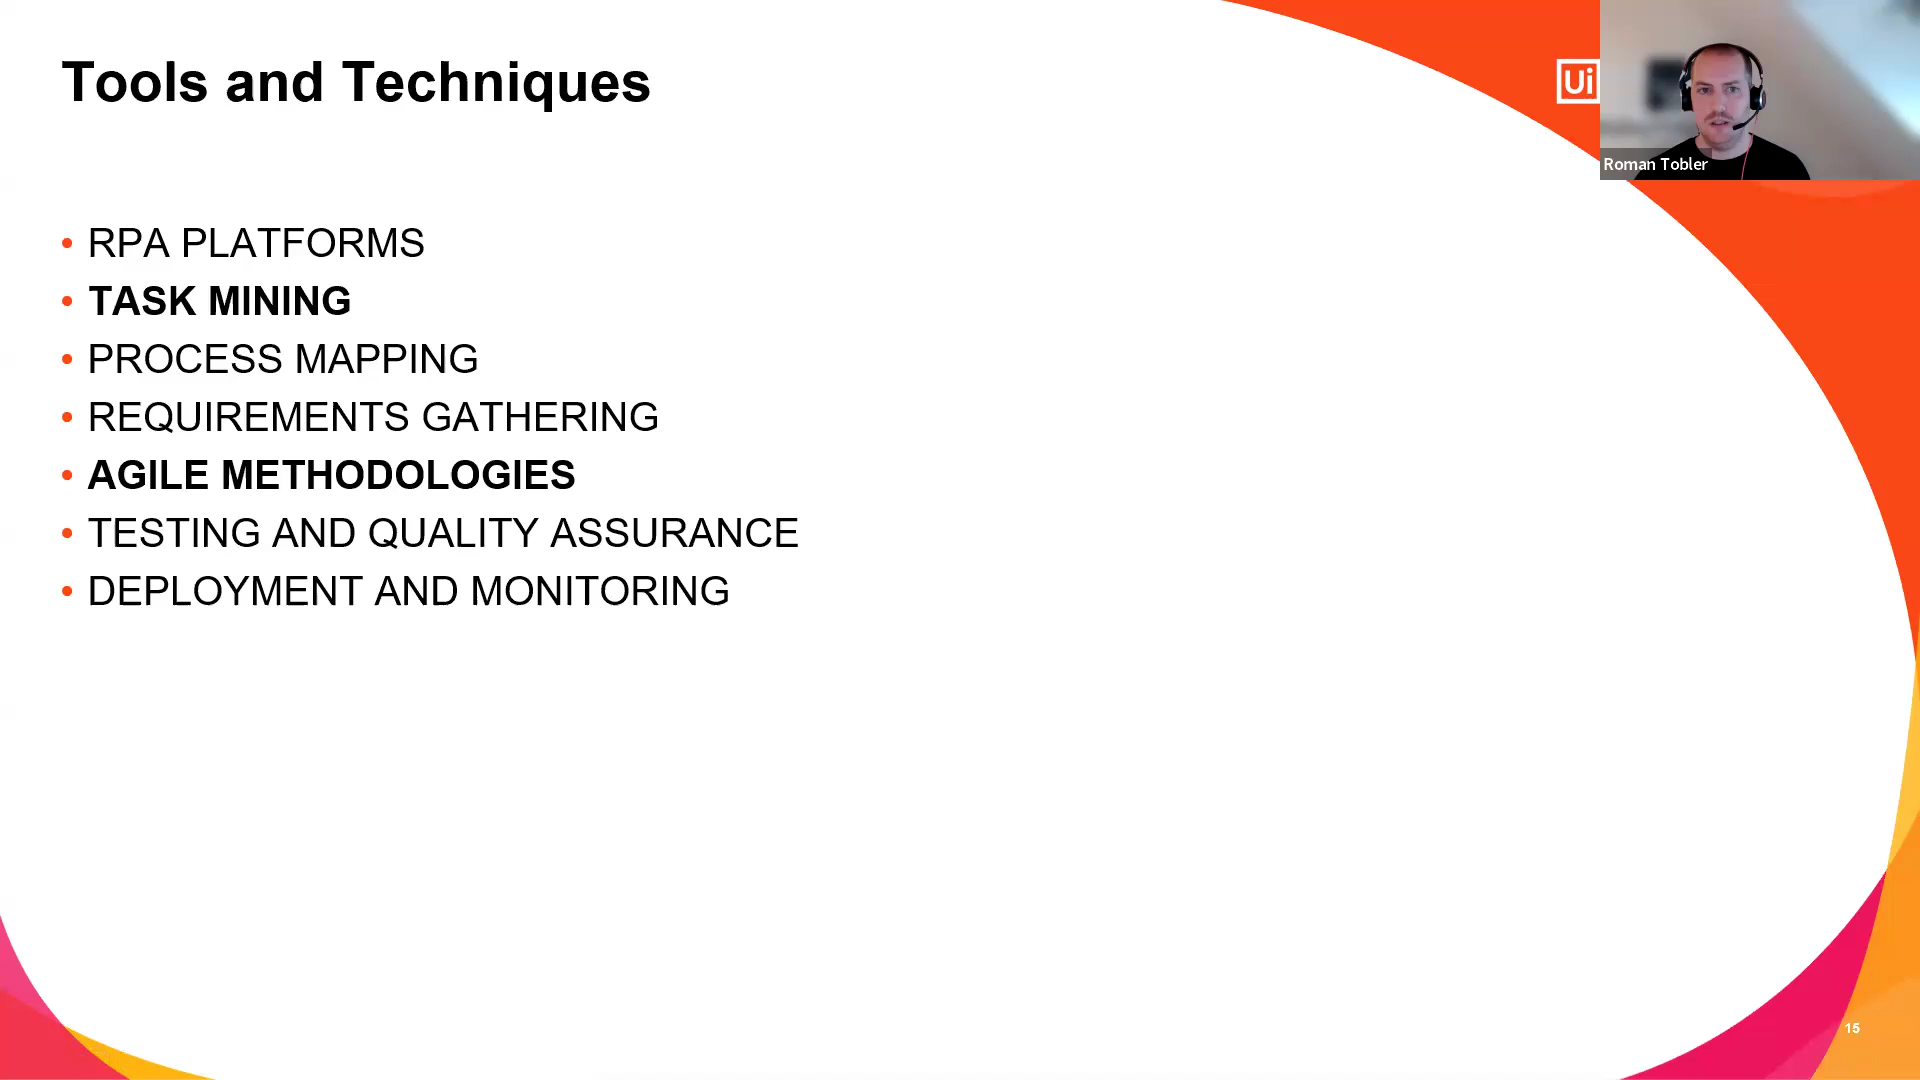 Tools and Techniques
Ui
Roman Tobler
• RPA PLATFORMS
• TASK MINING
• PROCESS MAPPING
• REQUIREMENTS GATHERING
• AGILE METHODOLOGIES
• TESTING AND QUALITY ASSURANCE
• DEPLOYMENT AND MONITORING
15